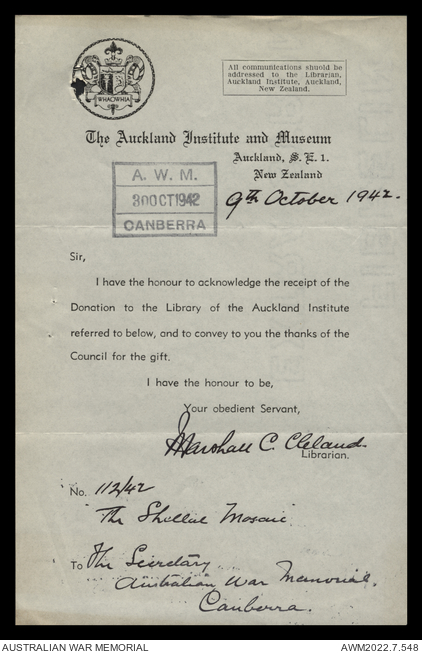 WHAOWHIA
All communications should be
addressed to the Librarian,
Auckland Institute, Auckland,
New Zealand.
The Auckland Institute and Museum
Auckland, S.E. 1.
New Zealand
A. W. M.
30 OCT 1942
CANBERRA
9th October 1942.
Sir,
I have the honour to acknowledge the receipt of the
Donation to the Library of the Auckland Institute
referred to below, and to convey to you the thanks of the
Council for the gift.
I have the honour to be,
Your obedient Servant,
Marshall C. Cleland.
Librarian.
No. 112/42
"The Shellal Mosaic"
To The Secretary
Australian War Memorial,
Canberra.
AUSTRALIAN WAR MEMORIAL
AWM2022.7.548